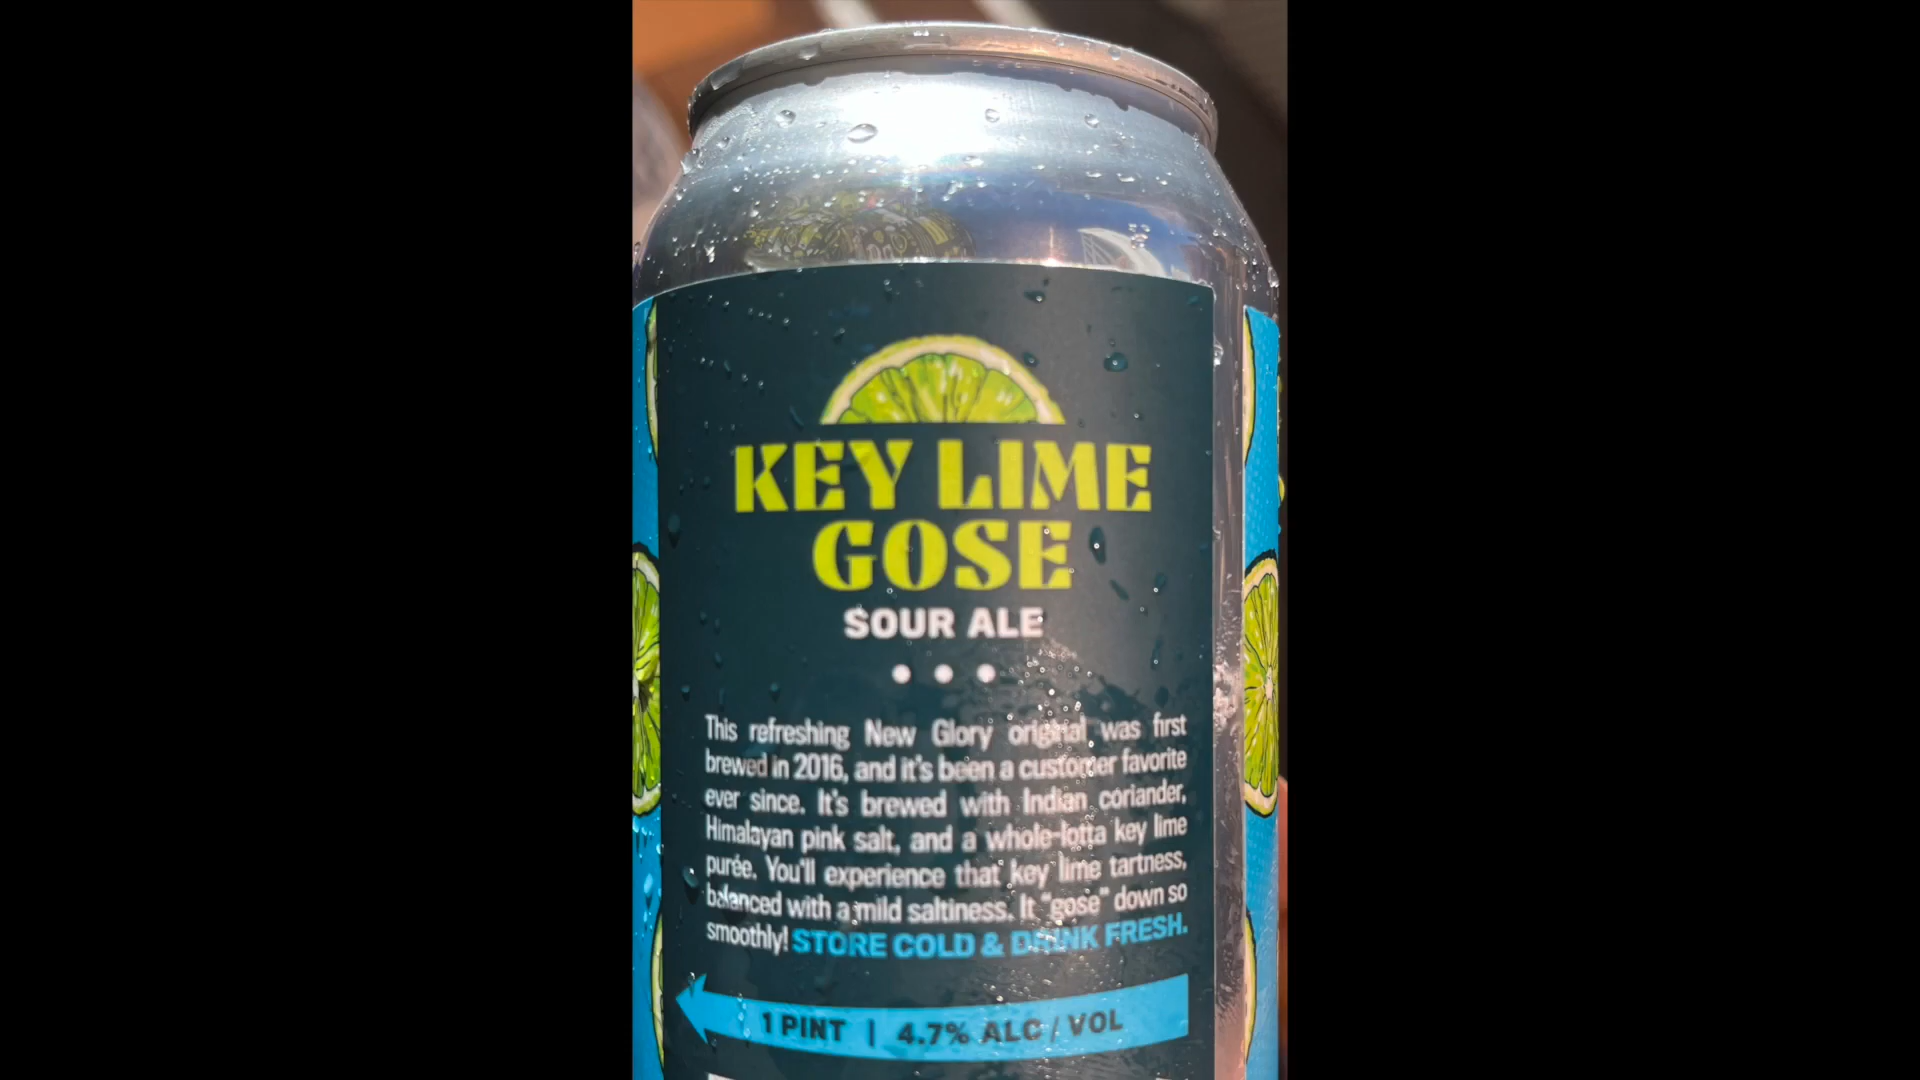 KEY LIME
GOSE
SOUR ALE
This refreshing New Glory original was first
brewed in 2016, and it's been a customer favorite
ever since. It's brewed with Indian coriander,
Himalayan pink salt, and a whole-lotta key lime
purée. You'll experience that key lime tartness,
balanced with a mild saltiness. It "gose" down so
smoothly! STORE COLD & DRINK FRESH.
1 PINT | 4.7% ALC / VOL